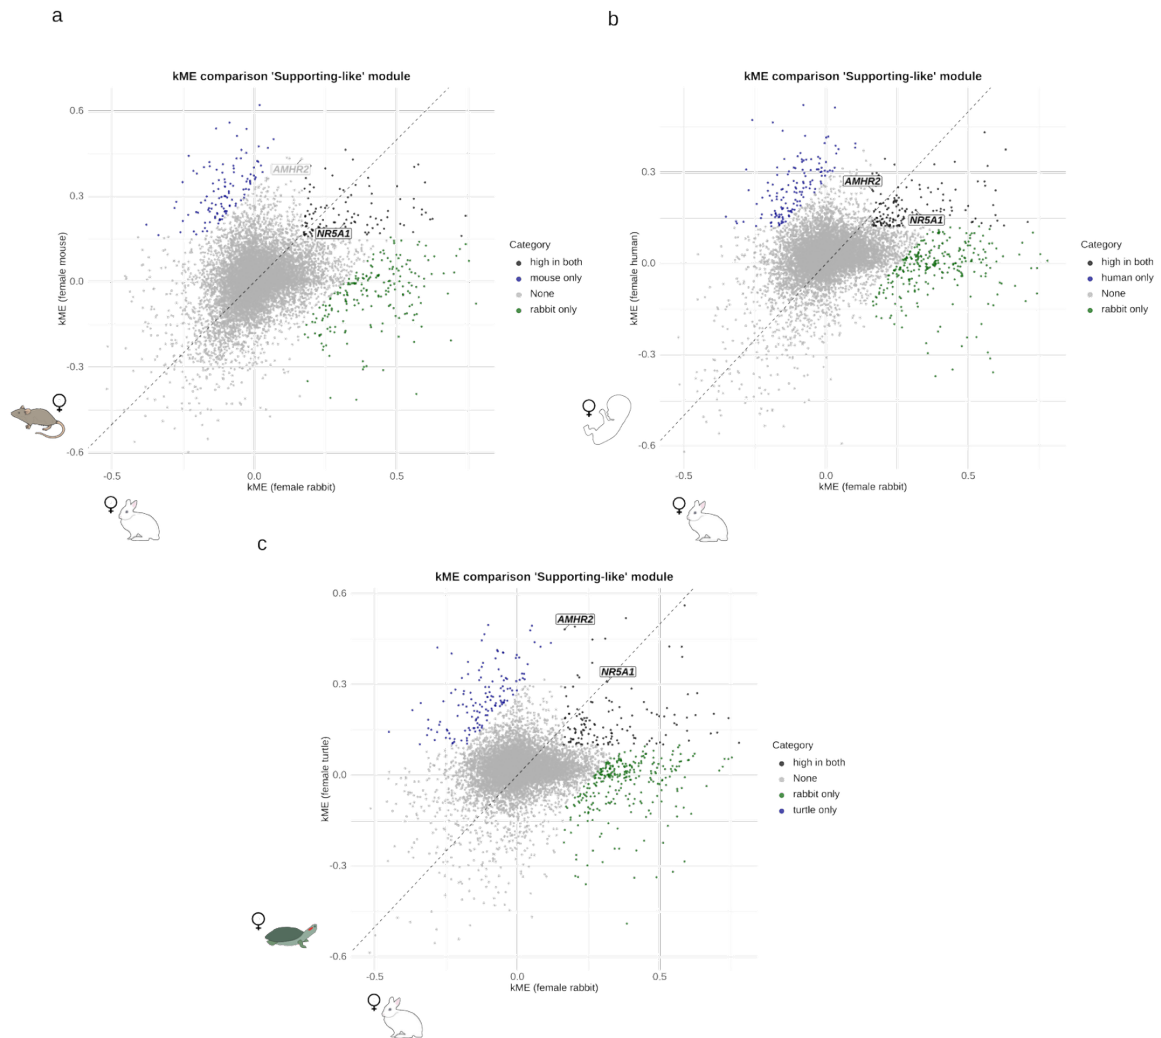 a
kME comparison 'Supporting-like' module
0.6
0.3
0.0
-0.3
-0.6
kME (female mouse)
AMHR2
NR5A1
-0.5
0.0
0.5
kME (female rabbit)
Category
high in both
mouse only
None
rabbit only
♀
♀
b
kME comparison 'Supporting-like' module
0.3
0.0
-0.3
-0.6
kME (female human)
AMHR2
NR5A1
-0.5
0.0
0.5
kME (female rabbit)
Category
high in both
human only
None
rabbit only
♀
♀
c
kME comparison 'Supporting-like' module
0.6
0.3
0.0
-0.3
-0.6
kME (female turtle)
AMHR2
NR5A1
-0.5
0.0
0.5
kME (female rabbit)
Category
high in both
None
rabbit only
turtle only
♀
♀